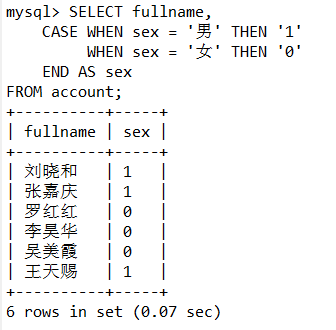 mysql> SELECT fullname,
    CASE WHEN sex = '男' THEN '1'
         WHEN sex = '女' THEN '0'
    END AS sex
FROM account;
+----------+-----+
| fullname | sex |
+----------+-----+
| 刘晓和   | 1   |
| 张嘉庆   | 1   |
| 罗红红   | 0   |
| 李昊华   | 0   |
| 吴美霞   | 0   |
| 王天赐   | 1   |
+----------+-----+
6 rows in set (0.07 sec)